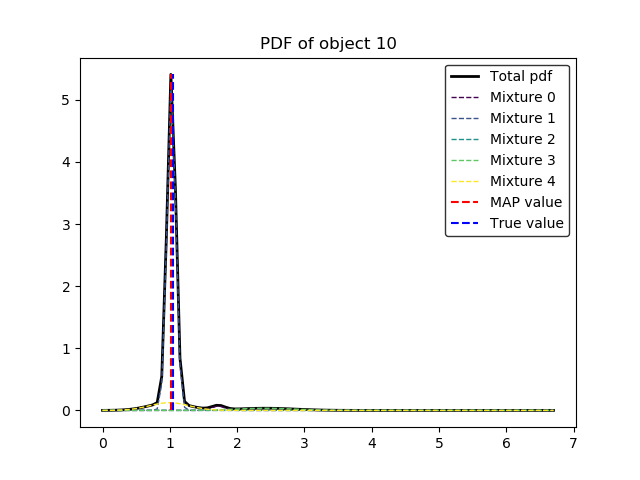 PDF of object 10
Total pdf
Mixture 0
Mixture 1
Mixture 2
Mixture 3
Mixture 4
MAP value
True value
5
4
3
2
1
0
0 1 2 3 4 5 6 7